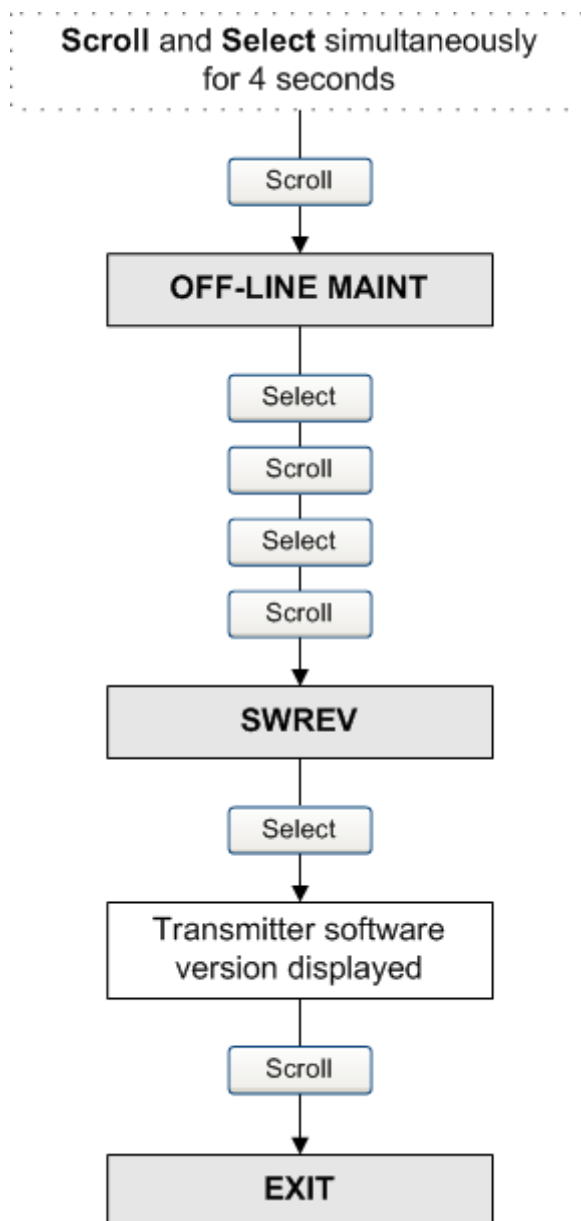 Scroll and Select simultaneously
for 4 seconds
Scroll
OFF-LINE MAINT
Select
Scroll
Select
Scroll
SWREV
Select
Transmitter software
version displayed
Scroll
EXIT